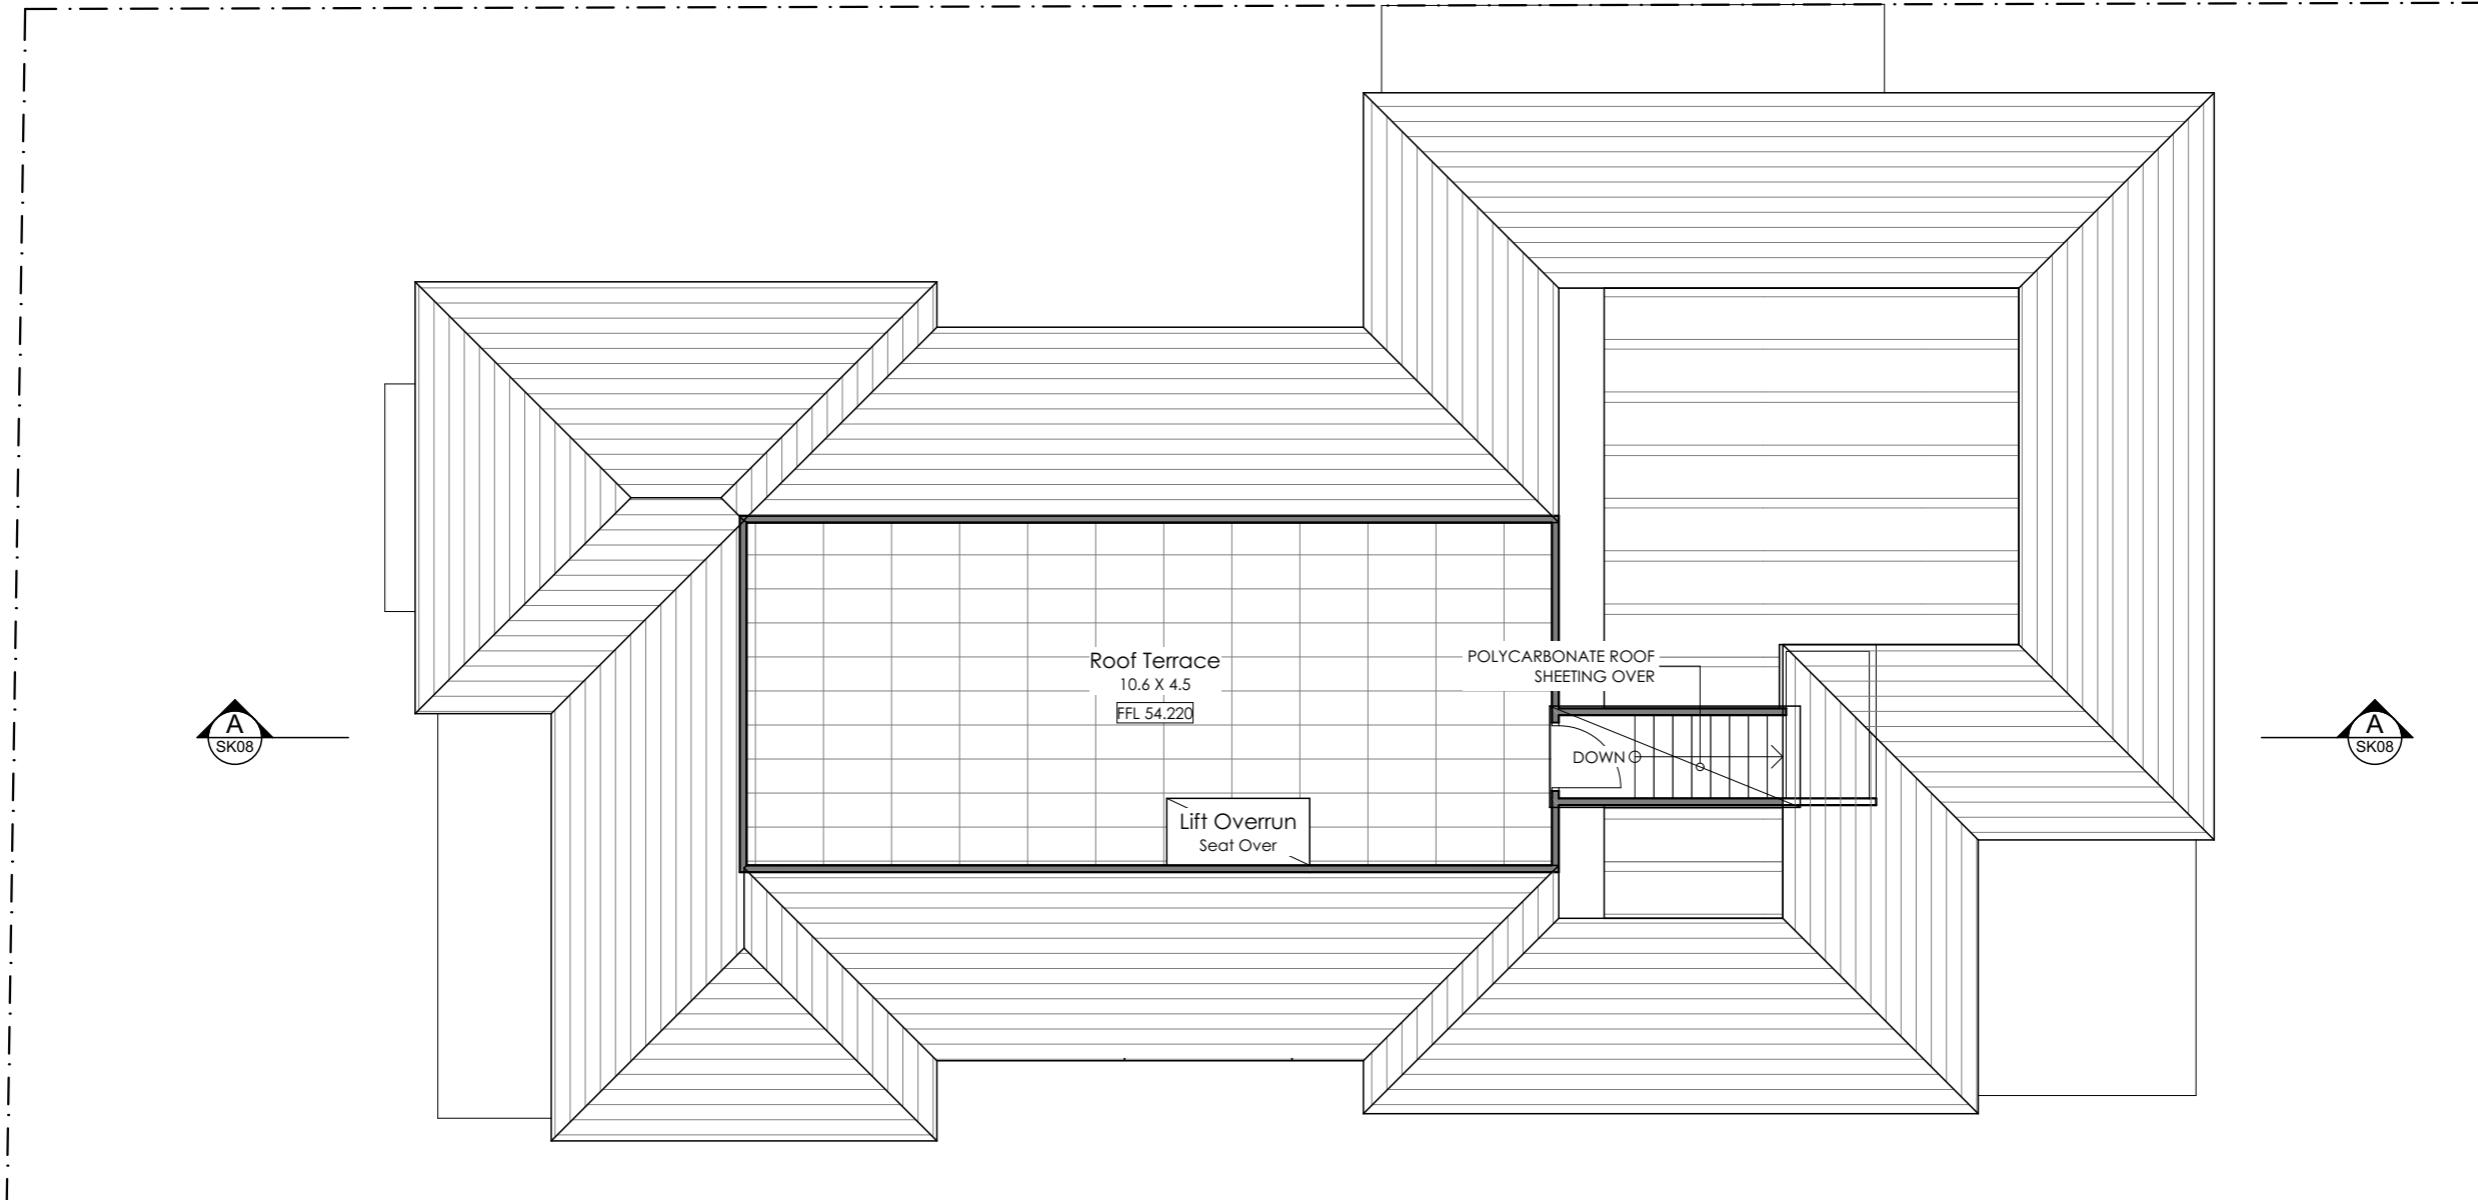 Roof Terrace
10.6 X 4.5
FFL 54.220
POLYCARBONATE ROOF
SHEETING OVER
A
SK08
DOWN
A
SK08
Lift Overrun
Seat Over